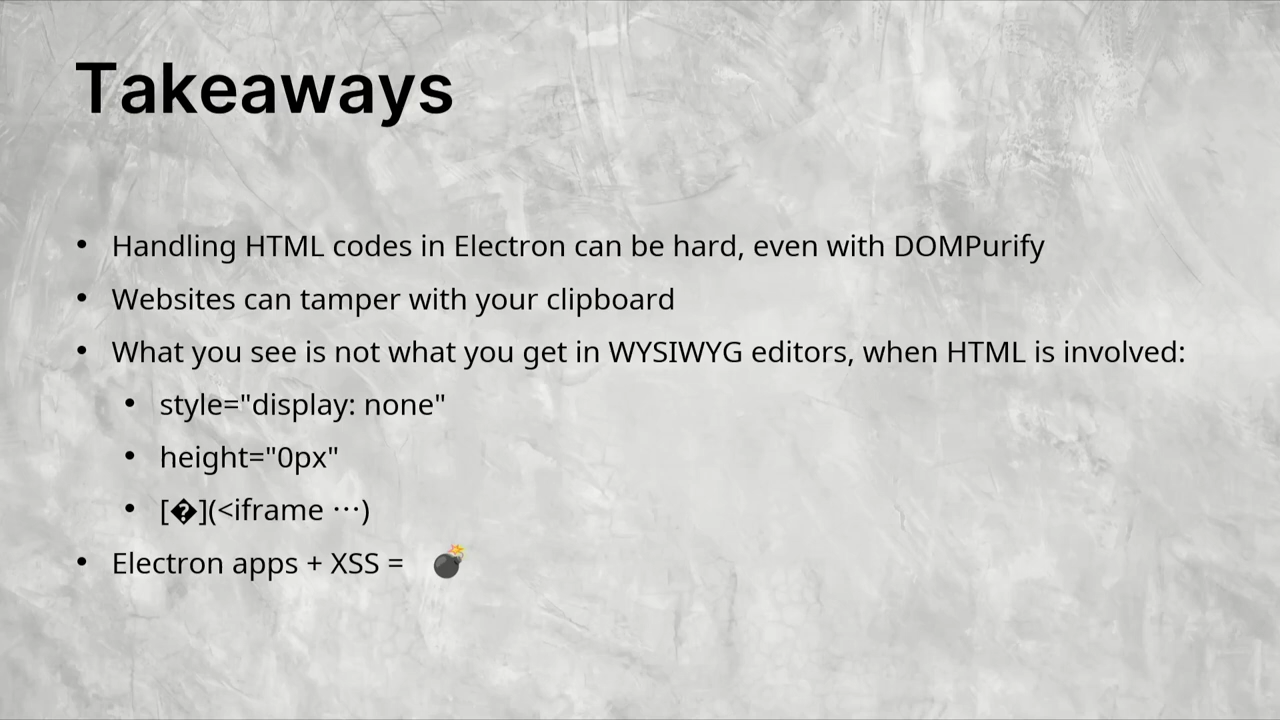 Takeaways
• Handling HTML codes in Electron can be hard, even with DOMPurify
• Websites can tamper with your clipboard
• What you see is not what you get in WYSIWYG editors, when HTML is involved:
• style="display: none"
• height="0px"
• [�](<iframe ⋯)
• Electron apps + XSS = 💣